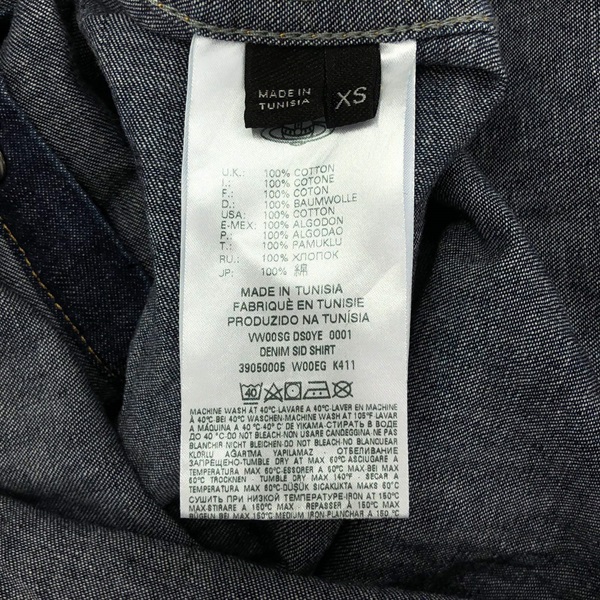 MADE IN
TUNISIA
XS
U.K.: 100% COTTON
I.: 100% COTONE
F.: 100% COTON
D.: 100% BAUMWOLLE
USA: 100% COTTON
E-MEX: 100% ALGODON
P.: 100% ALGODAO
T.: 100% PAMUKLU
RU.: 100% ХЛОПОК
JP: 100% 綿
MADE IN TUNISIA
FABRIQUÈ EN TUNISIE
PRODUZIDO NA TUNÍSIA
VW00SG DS0YE 0001
DENIM SID SHIRT
39050005 W00EG K411
40
MACHINE WASH AT 40°C-LAVARE A 40°C-LAVER EN MACHINE
À 40°C BEI 40°C WASCHEN-MACHINE WASH AT 105°F-LAVAR
A MÁQUINA A 40 °C-40° C' DE YIKAMA-СТИРАТЬ В ВОДЕ
ДО 40 °C-DO NOT BLEACH-NON USARE CANDEGGINA-NE PAS
BLANCHIR NICHT BLEICHEN-DO NOT BLEACH-NO BLANQUEAR
KLORLU AĞARTMA YAPILAMAZ - ОТБЕЛИВАНИЕ
ЗАПРЕЩЕНО-TUMBLE DRY AT MAX 60°C ASCIUGARE A
TEMPERATURA MAX 60°C-ESSORER A 60°C MAX BEI MAX
60°C TROCKNEN - TUMBLE DRY MAX 140°F - SECAR A
TEMPERATURA MAX 60°C-DÜŞÜK SICAKLIKTA MAKS 60°C
СУШИТЬ ПРИ НИЗКОЙ ТЕМПЕРАТУРЕ-IRON AT 150°C
MAX-STIRARE A 150°C MAX - REPASSER À 150°C MAX
BÜGELN BEI MAX 150°C MEDIUM IRON-PLANCHAR A 150 °C